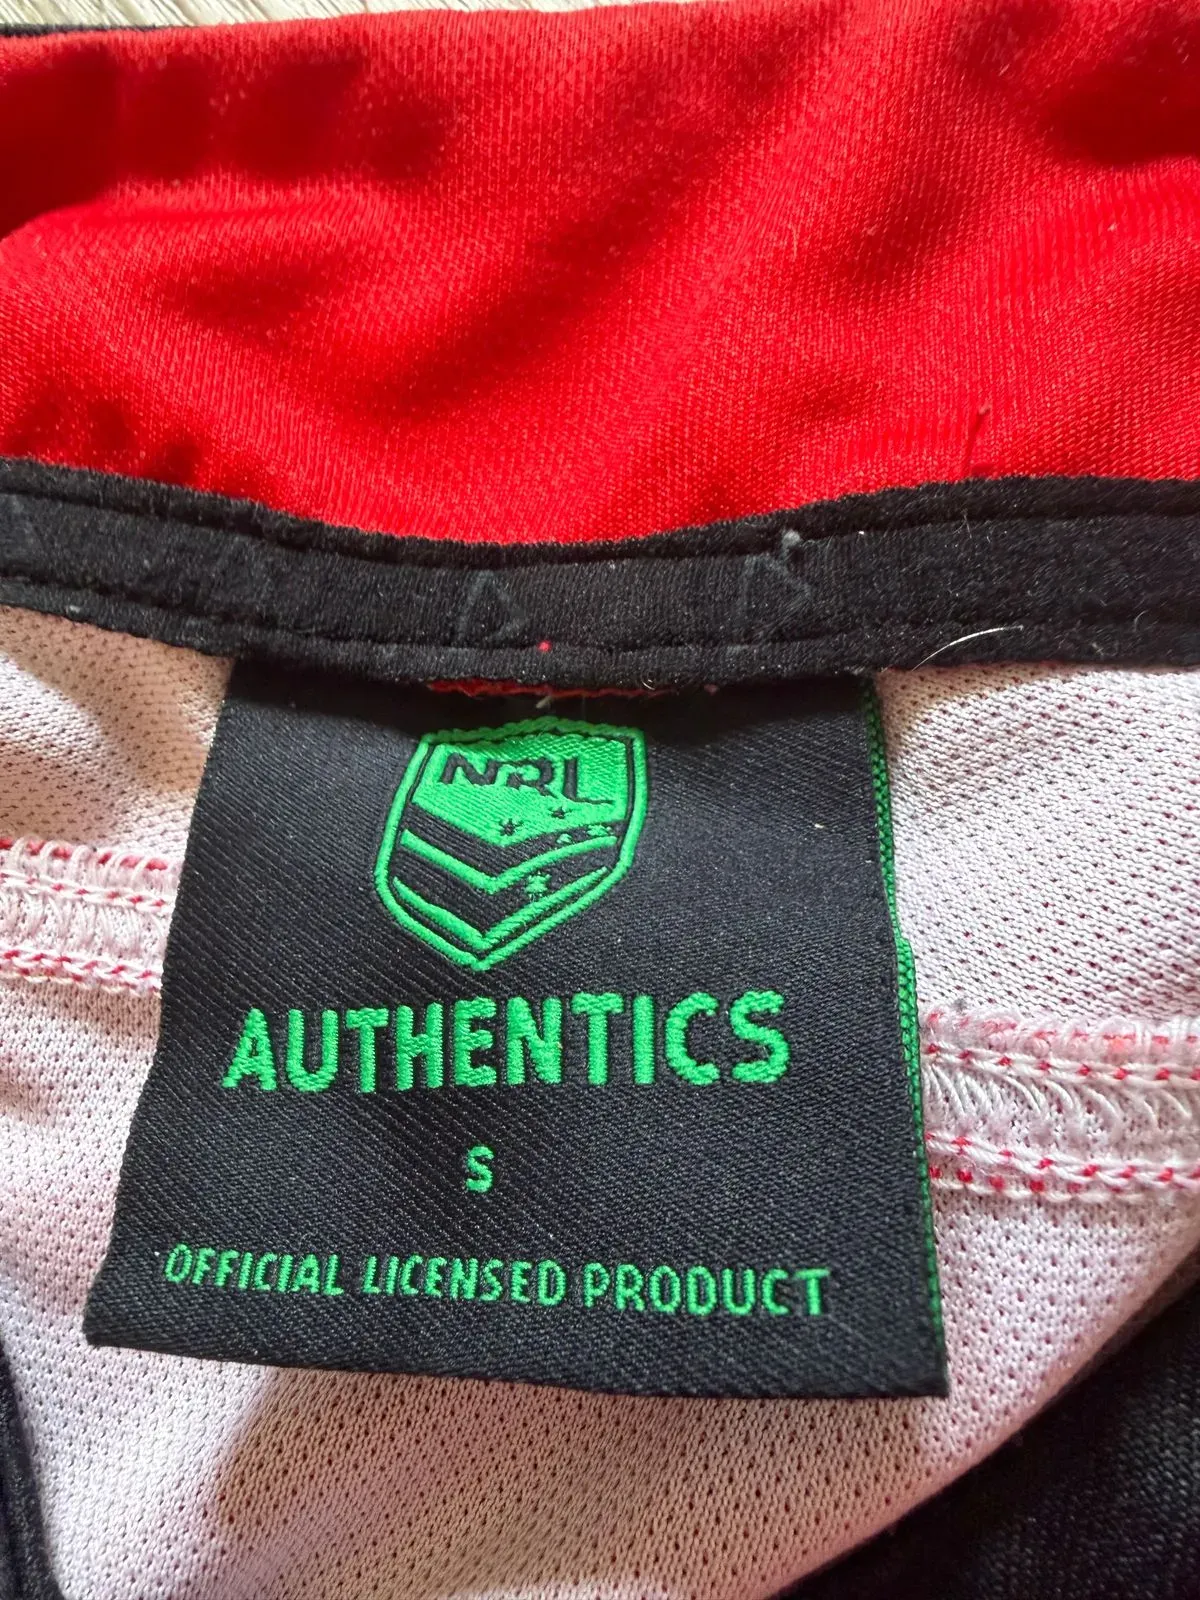 NRL
AUTHENTICS
S
OFFICIAL LICENSED PRODUCT